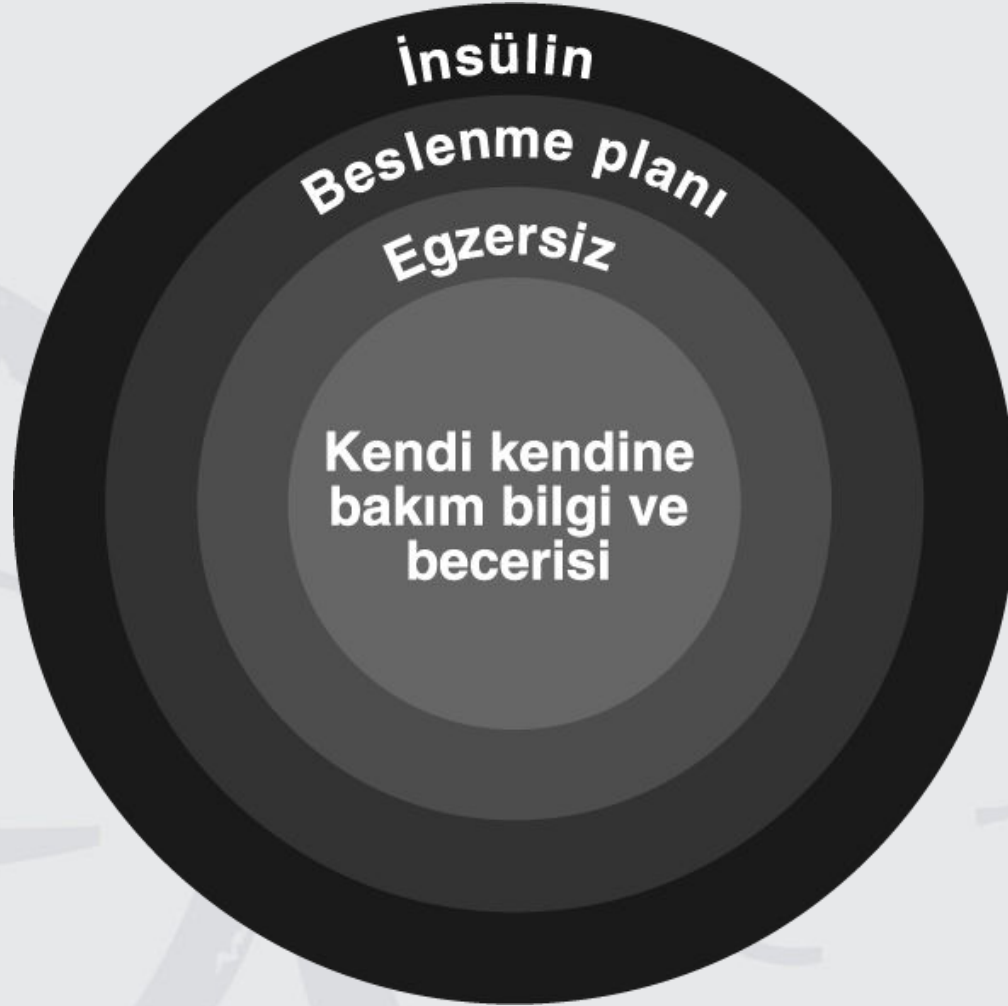 İnsülin
Beslenme planı
Egzersiz
Kendi kendine
bakım bilgi ve
becerisi